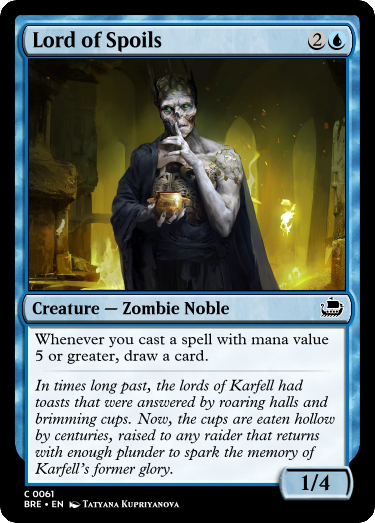 Lord of Spoils 2
Creature — Zombie Noble
Whenever you cast a spell with mana value
5 or greater, draw a card.
In times long past, the lords of Karfell had
toasts that were answered by roaring halls and
brimming cups. Now, the cups are eaten hollow
by centuries, raised to any raider that returns
with enough plunder to spark the memory of
Karfell's former glory.
1/4
C 0061
BRE • EN Tatyana Kupriyanova